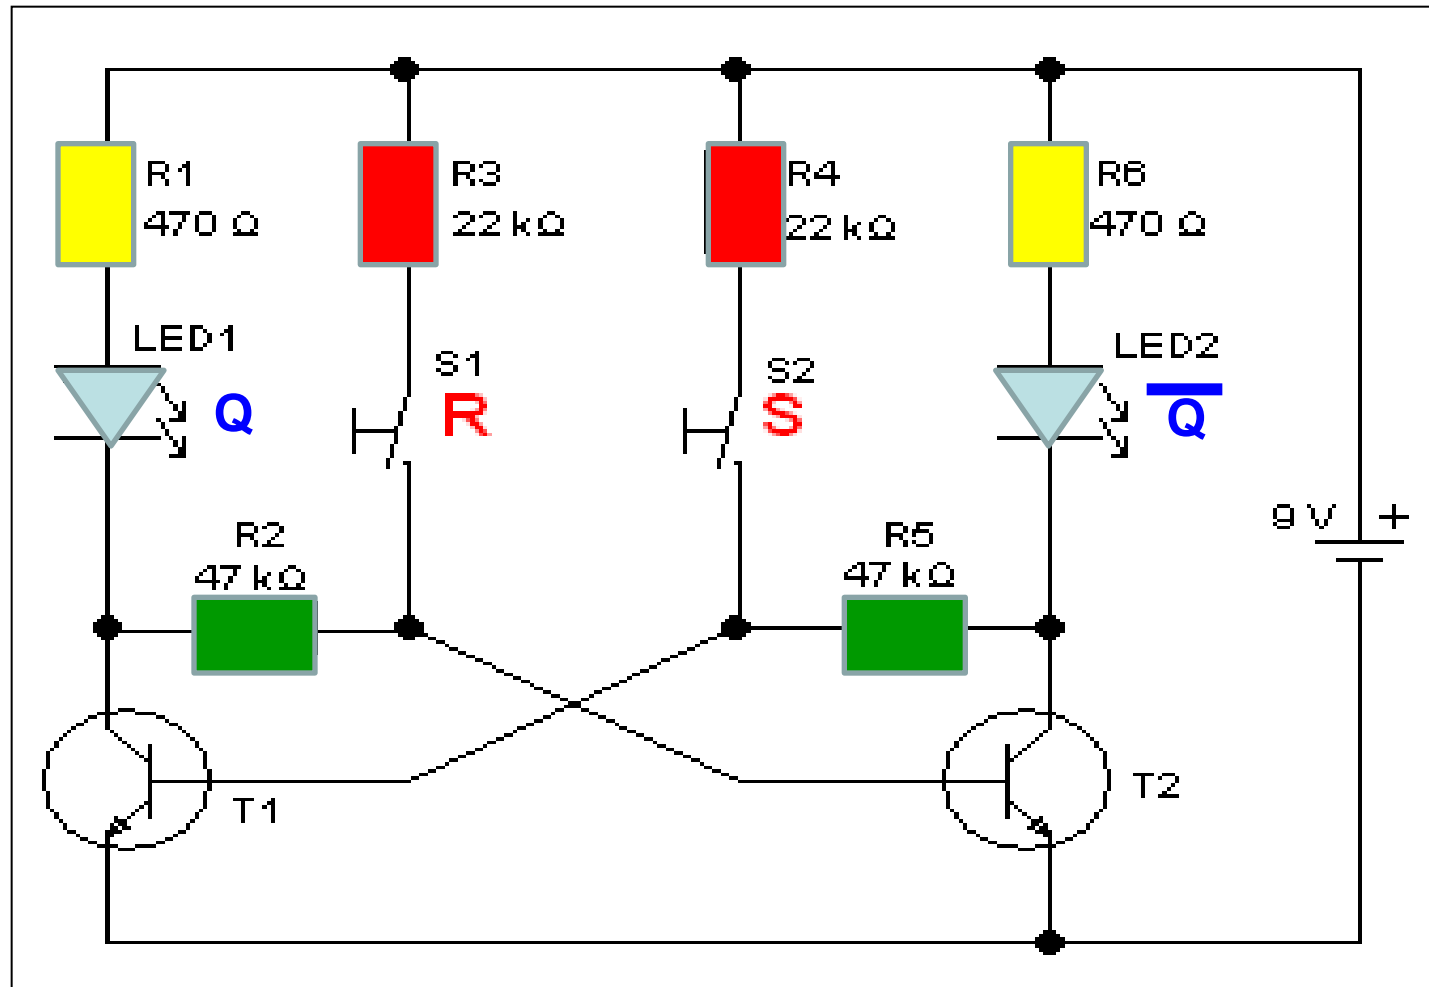 R1
470 Ω
R3
22 kΩ
R4
22 kΩ
R6
470 Ω
LED1
Q
S1
R
S2
S
LED2
Q̅
R2
47 kΩ
R5
47 kΩ
9 V +
T1
T2